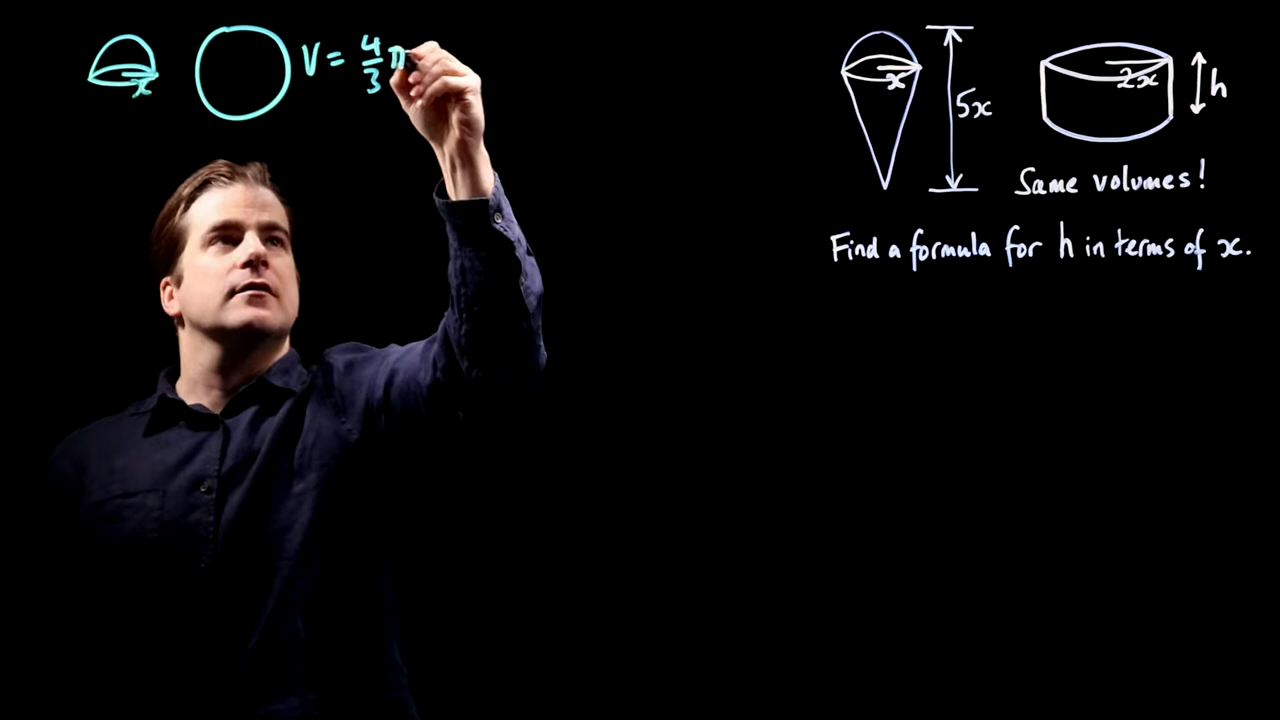 x
V = 4/3 π
x
5x
2x
h
Same volumes!
Find a formula for h in terms of x.